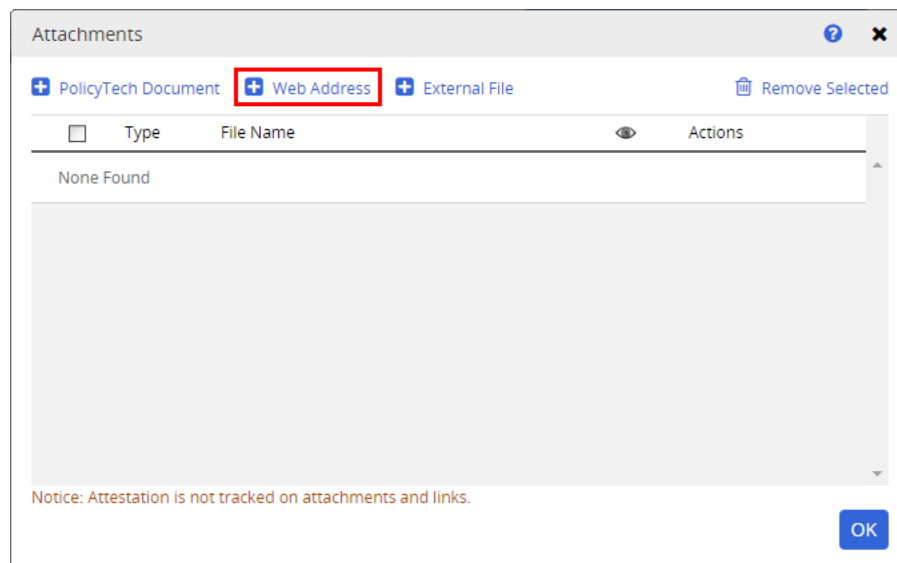 Attachments
PolicyTech Document Web Address External File Remove Selected
Type File Name Actions
None Found
Notice: Attestation is not tracked on attachments and links.
OK